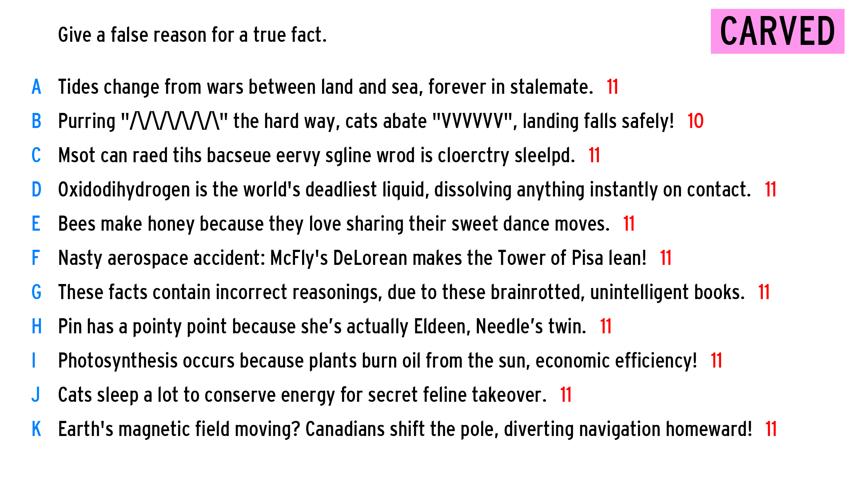 Give a false reason for a true fact.
CARVED
A Tides change from wars between land and sea, forever in stalemate. 11
B Purring "/\/\/\/\/\/\/\" the hard way, cats abate "VVVVVV", landing falls safely! 10
C Msot can raed tihs bacseue eervy sgline wrod is cloerctry sleelpd. 11
D Oxidodihydrogen is the world's deadliest liquid, dissolving anything instantly on contact. 11
E Bees make honey because they love sharing their sweet dance moves. 11
F Nasty aerospace accident: McFly's DeLorean makes the Tower of Pisa lean! 11
G These facts contain incorrect reasonings, due to these brainrotted, unintelligent books. 11
H Pin has a pointy point because she’s actually Eldeen, Needle’s twin. 11
I Photosynthesis occurs because plants burn oil from the sun, economic efficiency! 11
J Cats sleep a lot to conserve energy for secret feline takeover. 11
K Earth's magnetic field moving? Canadians shift the pole, diverting navigation homeward! 11